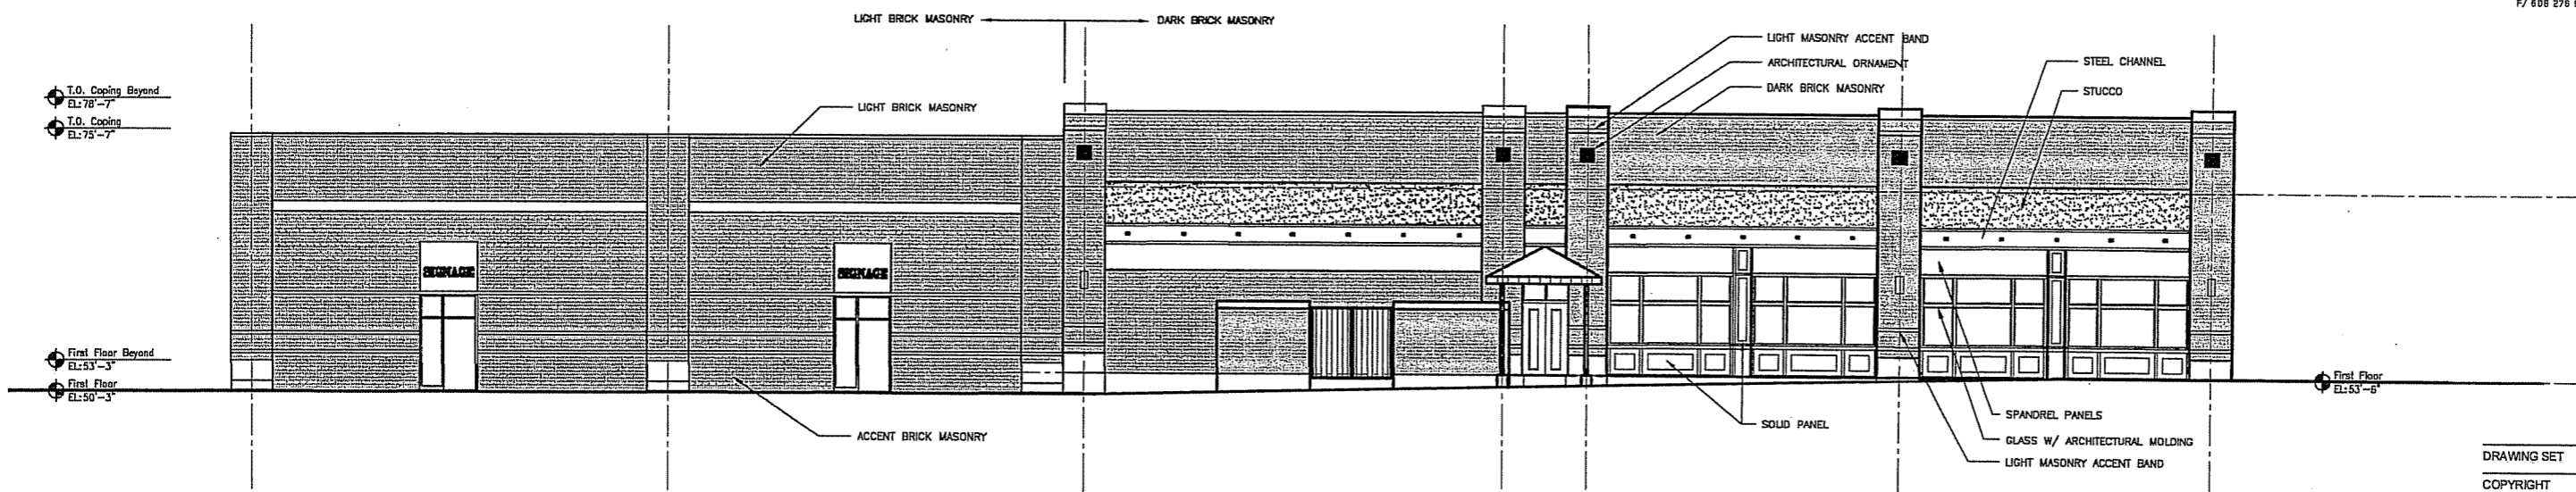 F/ 608 276
LIGHT BRICK MASONRY
DARK BRICK MASONRY
LIGHT MASONRY ACCENT BAND
ARCHITECTURAL ORNAMENT
DARK BRICK MASONRY
STEEL CHANNEL
STUCCO
T.O. Coping Beyond
EL:78'-7"
T.O. Coping
EL:75'-7"
LIGHT BRICK MASONRY
SIGNAGE
SIGNAGE
First Floor Beyond
EL:53'-3"
First Floor
EL:50'-3"
First Floor
EL:53'-6"
ACCENT BRICK MASONRY
SOLID PANEL
SPANDREL PANELS
GLASS W/ ARCHITECTURAL MOLDING
LIGHT MASONRY ACCENT BAND
DRAWING SET
COPYRIGHT